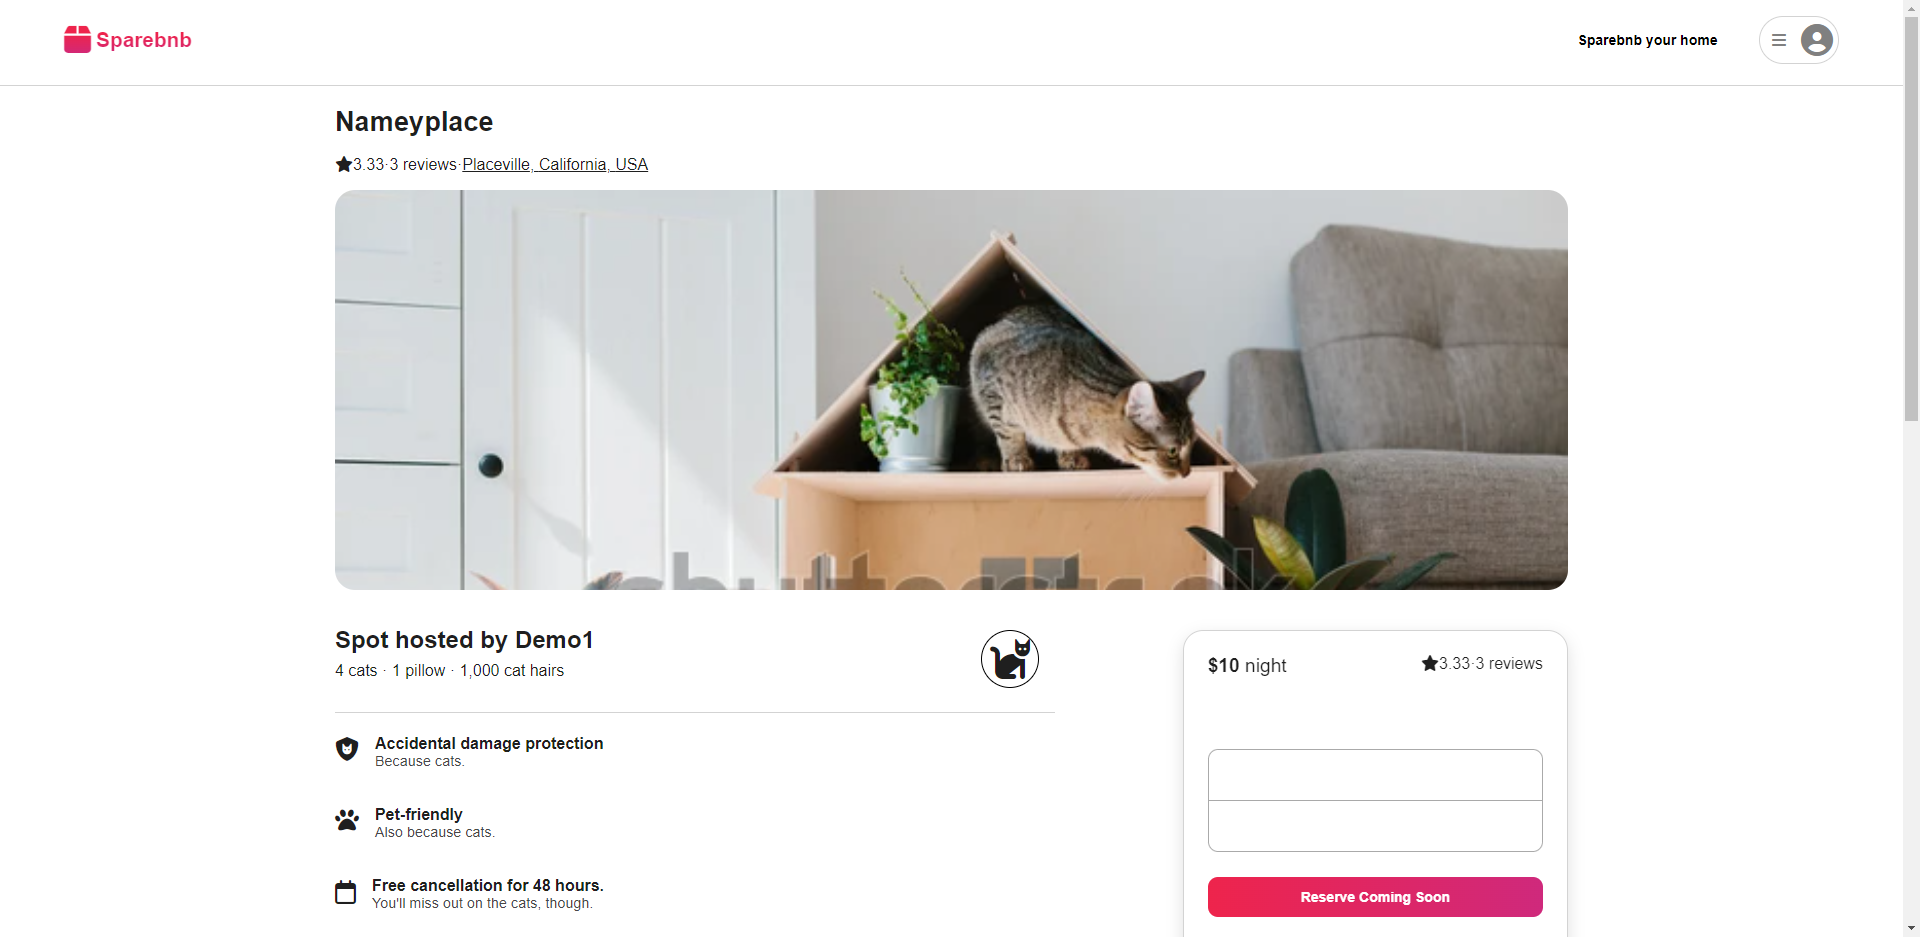 Sparebnb
Sparebnb your home
Nameyplace
3.33·3 reviews·Placeville, California, USA
shutterstock
Spot hosted by Demo1
4 cats · 1 pillow · 1,000 cat hairs
$10 night
3.33·3 reviews
Accidental damage protection
Because cats.
Pet-friendly
Also because cats.
Free cancellation for 48 hours.
You'll miss out on the cats, though.
Reserve Coming Soon